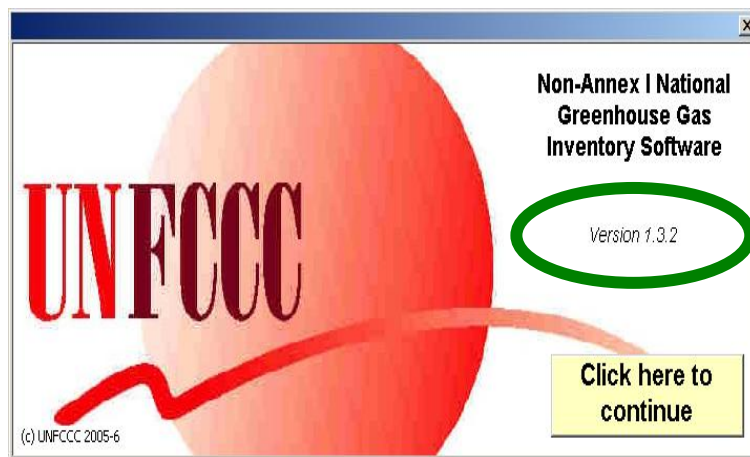 Non-Annex I National
Greenhouse Gas
Inventory Software
UNFCCC
Version 1.3.2
Click here to
continue
(c) UNFCCC 2005-6